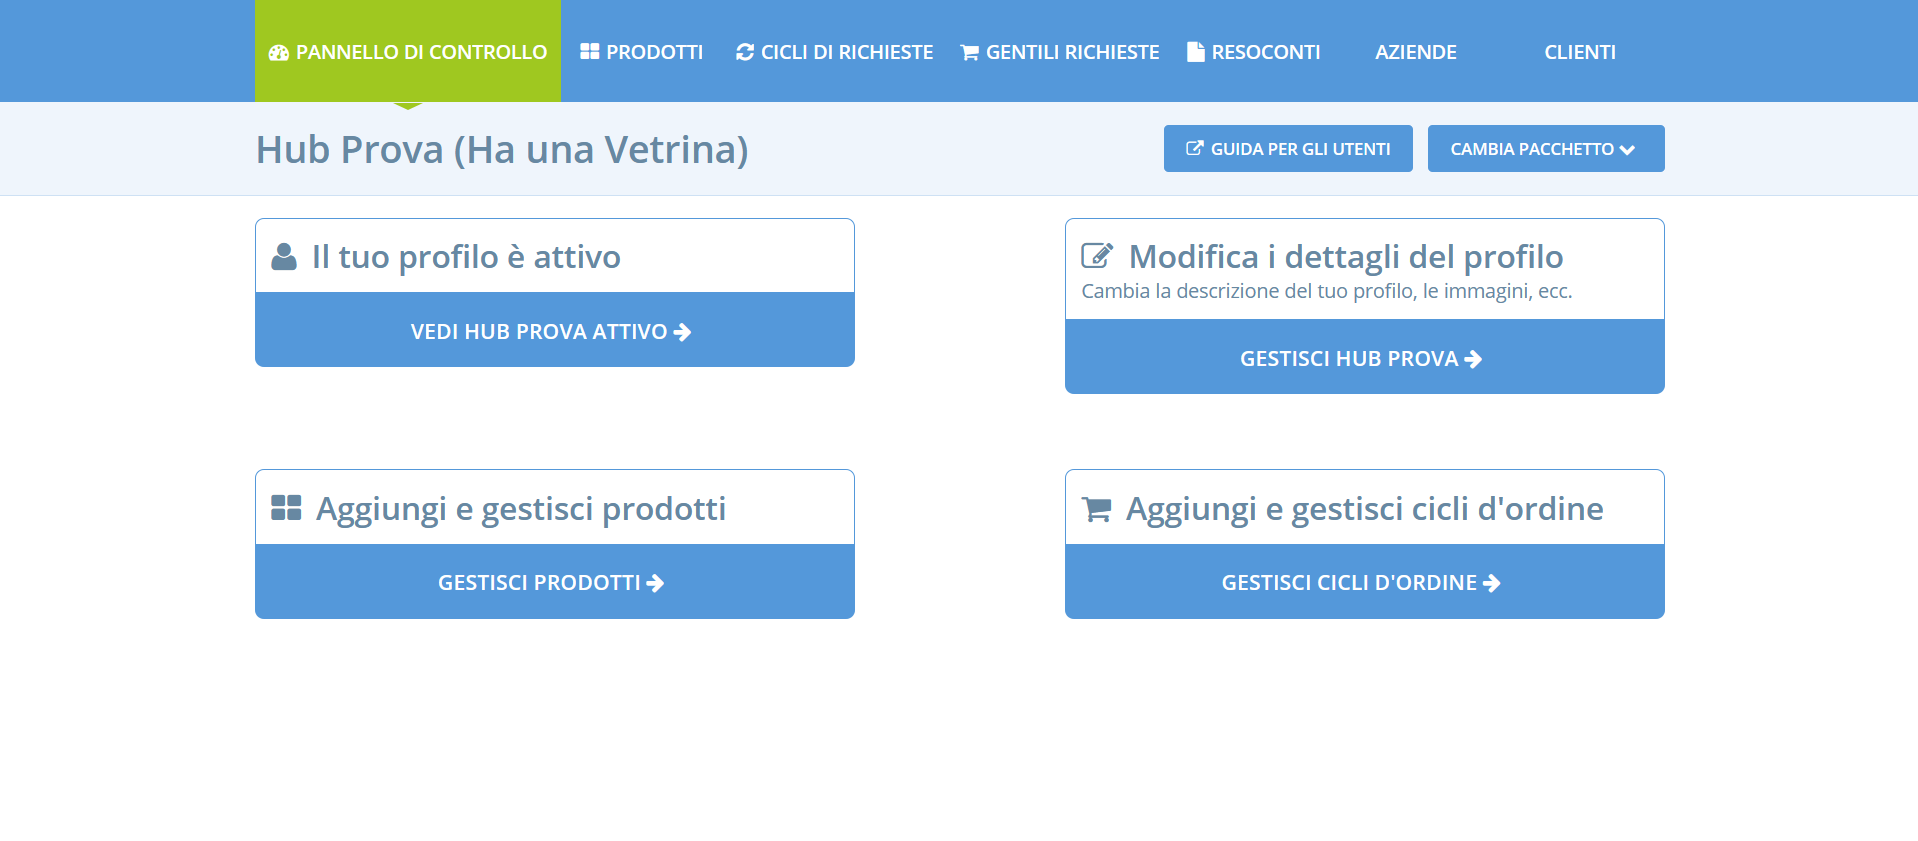 PANNELLO DI CONTROLLO PRODOTTI CICLI DI RICHIESTE GENTILI RICHIESTE RESOCONTI AZIENDE CLIENTI
Hub Prova (Ha una Vetrina)
GUIDA PER GLI UTENTI
CAMBIA PACCHETTO
Il tuo profilo è attivo
VEDI HUB PROVA ATTIVO
Modifica i dettagli del profilo
Cambia la descrizione del tuo profilo, le immagini, ecc.
GESTISCI HUB PROVA
Aggiungi e gestisci prodotti
GESTISCI PRODOTTI
Aggiungi e gestisci cicli d'ordine
GESTISCI CICLI D'ORDINE